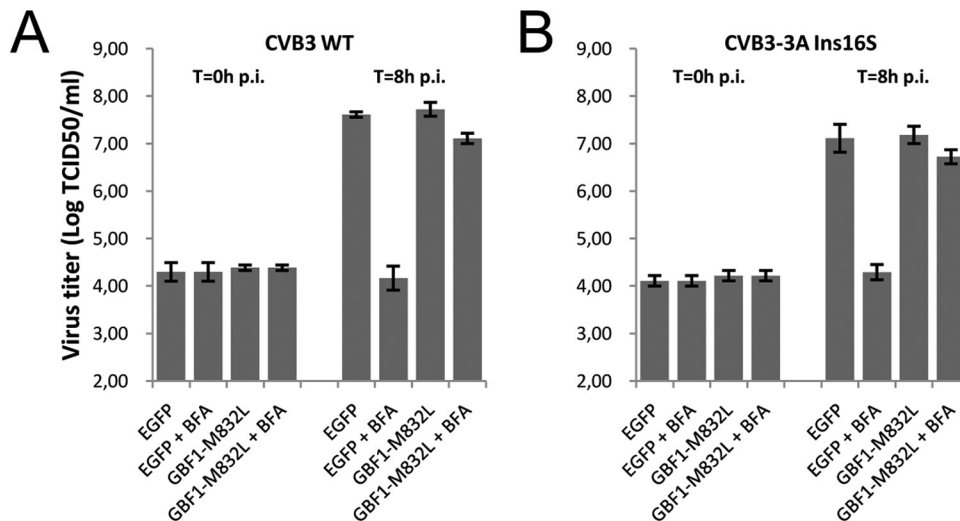 A
CVB3 WT
T=0h p.i.
T=8h p.i.
Virus titer (Log TCID50/ml)
9,00
8,00
7,00
6,00
5,00
4,00
3,00
2,00
EGFP
EGFP + BFA
GBF1-M832L
GBF1-M832L + BFA
EGFP
EGFP + BFA
GBF1-M832L
GBF1-M832L + BFA
B
CVB3-3A Ins16S
T=0h p.i.
T=8h p.i.
9,00
8,00
7,00
6,00
5,00
4,00
3,00
2,00
EGFP
EGFP + BFA
GBF1-M832L
GBF1-M832L + BFA
EGFP
EGFP + BFA
GBF1-M832L
GBF1-M832L + BFA